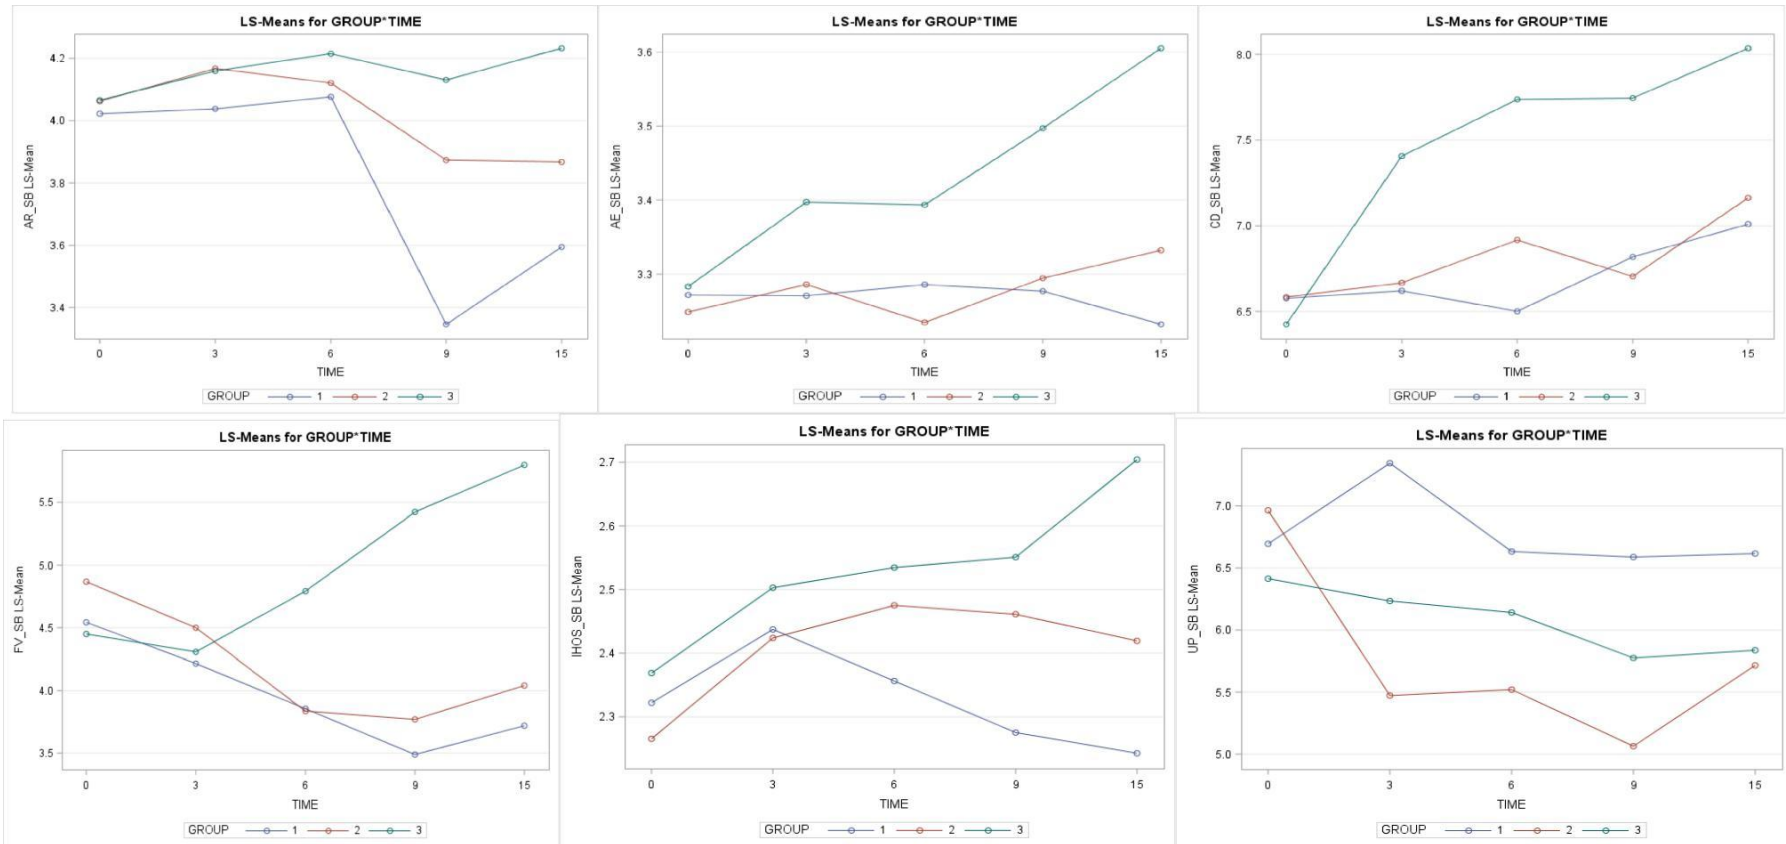 LS-Means for GROUP*TIME
AR_SB LS-Mean
4.2
4.0
3.8
3.6
3.4
0 3 6 9 15
TIME
GROUP 1 2 3
LS-Means for GROUP*TIME
AE_SB LS-Mean
3.6
3.5
3.4
3.3
0 3 6 9 15
TIME
GROUP 1 2 3
LS-Means for GROUP*TIME
CD_SB LS-Mean
8.0
7.5
7.0
6.5
0 3 6 9 15
TIME
GROUP 1 2 3
LS-Means for GROUP*TIME
FV_SB LS-Mean
5.5
5.0
4.5
4.0
3.5
0 3 6 9 15
TIME
GROUP 1 2 3
LS-Means for GROUP*TIME
IHOS_SB LS-Mean
2.7
2.6
2.5
2.4
2.3
0 3 6 9 15
TIME
GROUP 1 2 3
LS-Means for GROUP*TIME
UP_SB LS-Mean
7.0
6.5
6.0
5.5
5.0
0 3 6 9 15
TIME
GROUP 1 2 3